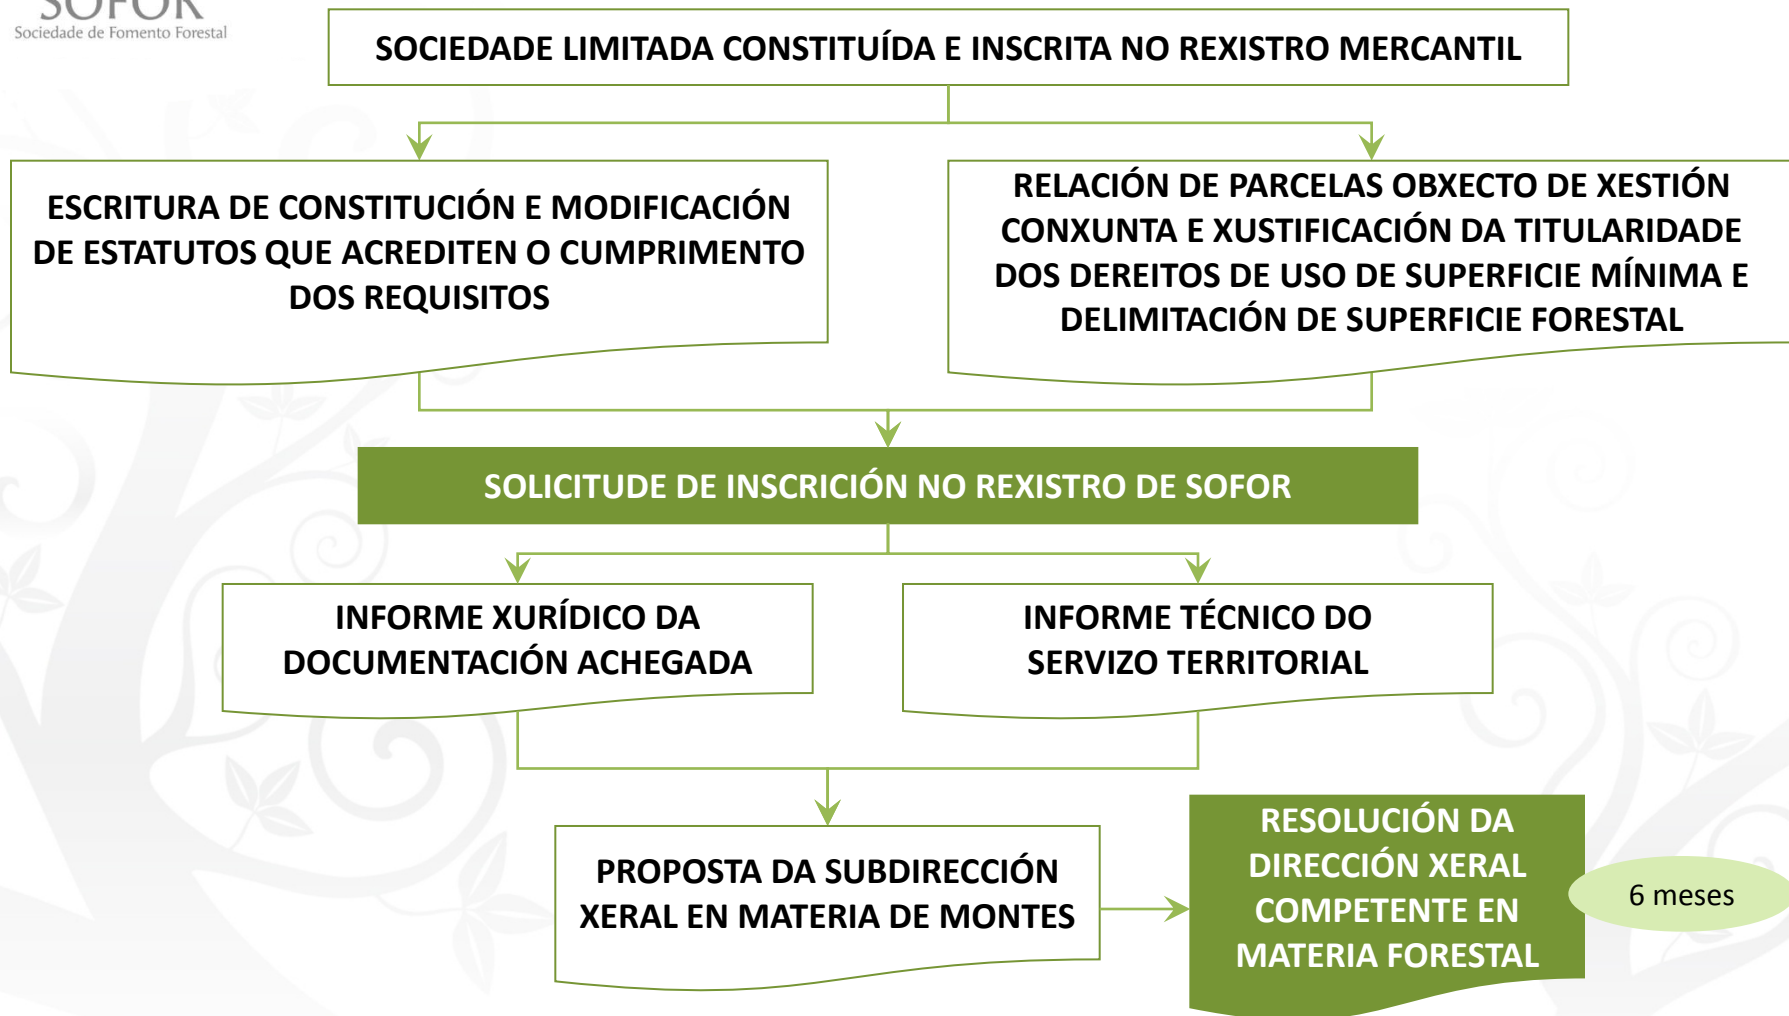 SOFOR
Sociedade de Fomento Forestal
SOCIEDADE LIMITADA CONSTITUÍDA E INSCRITA NO REXISTRO MERCANTIL
ESCRITURA DE CONSTITUCIÓN E MODIFICACIÓN
DE ESTATUTOS QUE ACREDITEN O CUMPRIMENTO
DOS REQUISITOS
RELACIÓN DE PARCELAS OBXECTO DE XESTIÓN
CONXUNTA E XUSTIFICACIÓN DA TITULARIDADE
DOS DEREITOS DE USO DE SUPERFICIE MÍNIMA E
DELIMITACIÓN DE SUPERFICIE FORESTAL
SOLICITUDE DE INSCRICIÓN NO REXISTRO DE SOFOR
INFORME XURÍDICO DA
DOCUMENTACIÓN ACHEGADA
INFORME TÉCNICO DO
SERVIZO TERRITORIAL
PROPOSTA DA SUBDIRECCIÓN
XERAL EN MATERIA DE MONTES
RESOLUCIÓN DA
DIRECCIÓN XERAL
COMPETENTE EN
MATERIA FORESTAL
6 meses